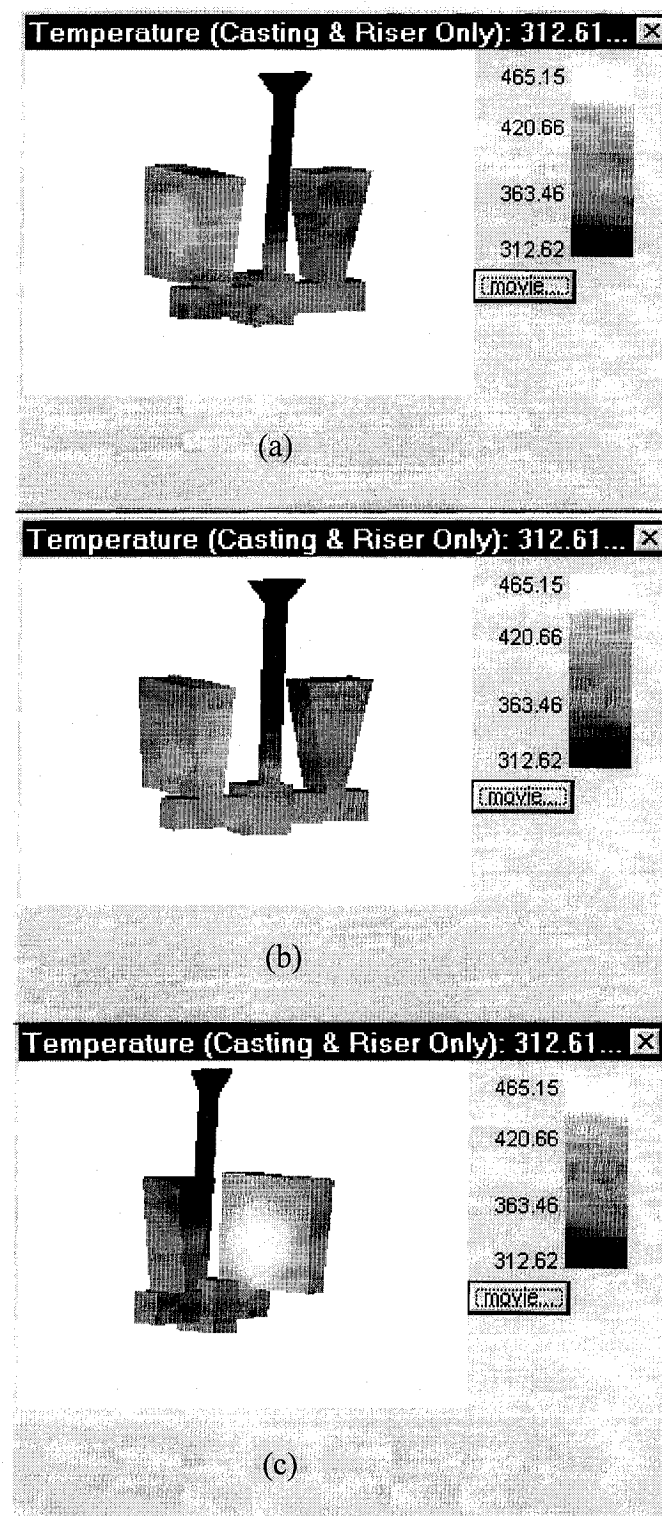 Temperature (Casting & Riser Only): 312.61...
465.15
420.66
363.46
312.62
movie...
(a)
Temperature (Casting & Riser Only): 312.61...
465.15
420.66
363.46
312.62
movie...
(b)
Temperature (Casting & Riser Only): 312.61...
465.15
420.66
363.46
312.62
movie...
(c)